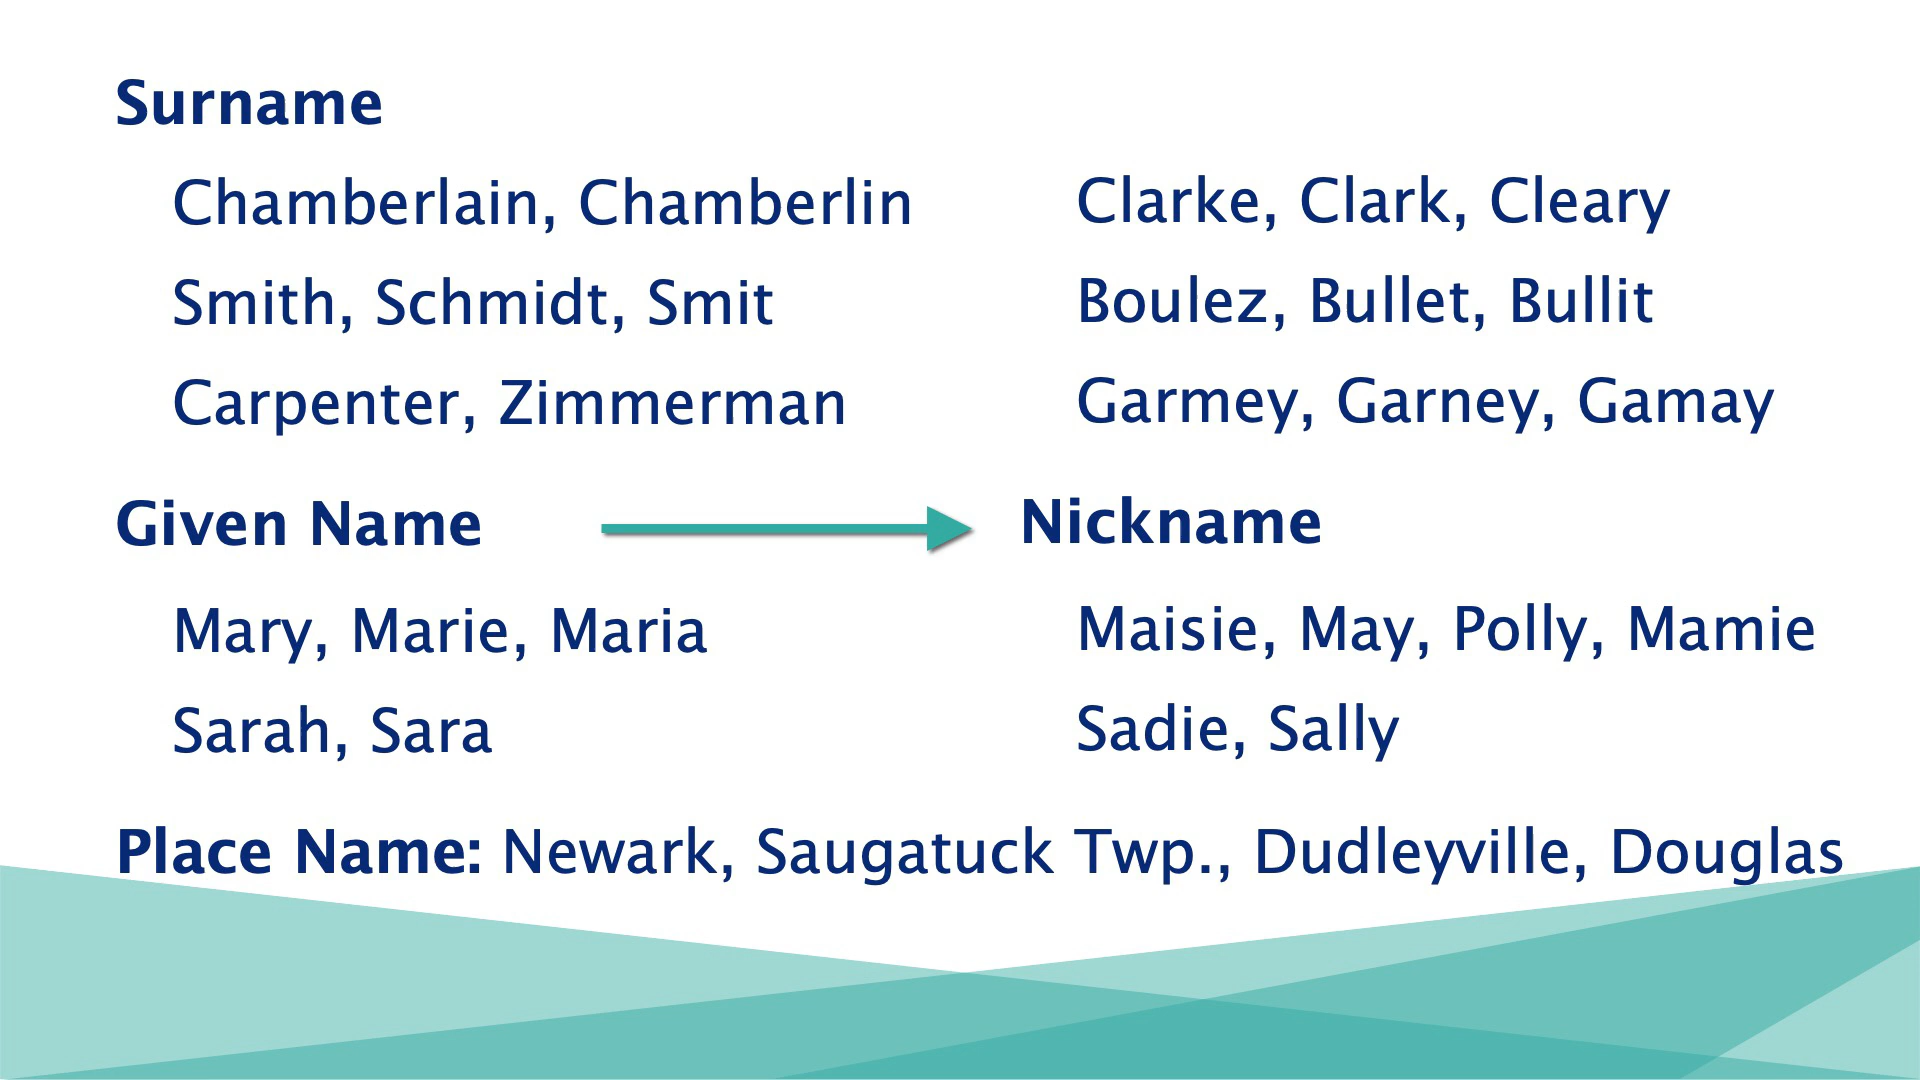 Surname
Chamberlain, Chamberlin
Smith, Schmidt, Smit
Carpenter, Zimmerman
Clarke, Clark, Cleary
Boulez, Bullet, Bullit
Garmey, Garney, Gamay
Given Name
Mary, Marie, Maria
Sarah, Sara
Nickname
Maisie, May, Polly, Mamie
Sadie, Sally
Place Name: Newark, Saugatuck Twp., Dudleyville, Douglas